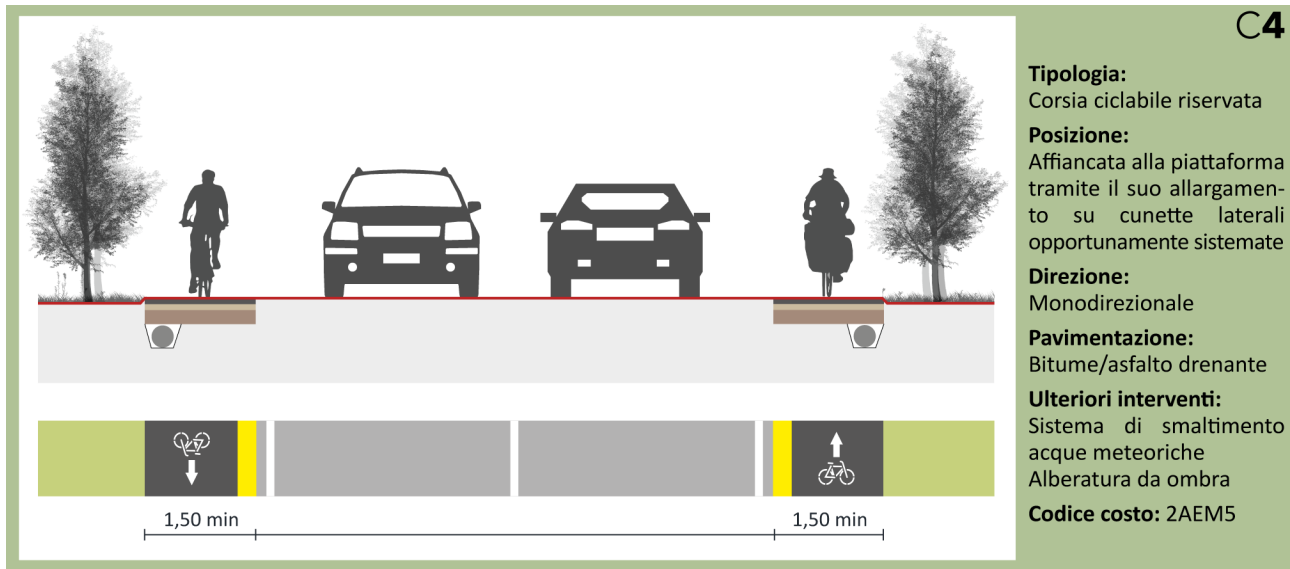 C4
Tipologia:
Corsia ciclabile riservata
Posizione:
Affiancata alla piattaforma
tramite il suo allargamen-
to su cunette laterali
opportunamente sistemate
Direzione:
Monodirezionale
Pavimentazione:
Bitume/asfalto drenante
Ulteriori interventi:
Sistema di smaltimento
acque meteoriche
Alberatura da ombra
Codice costo: 2AEM5
1,50 min
1,50 min